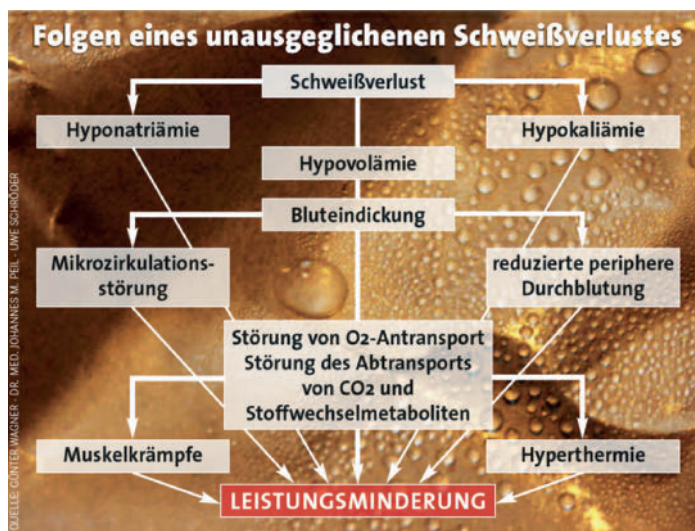 Folgen eines unausgeglichenen Schweißverlustes
Schweißverlust
Hyponatriämie
Hypokaliämie
Hypovolämie
Bluteindickung
Mikrozirkulations-
störung
reduzierte periphere
Durchblutung
Störung von O2-Antransport
Störung des Abtransports
von CO2 und
Stoffwechselmetaboliten
Muskelkrämpfe
Hyperthermie
LEISTUNGSMINDERUNG
QUELLE: GÜNTER WAGNER · DR. MED. JOHANNES M. PEIL · UWE SCHRÖDER